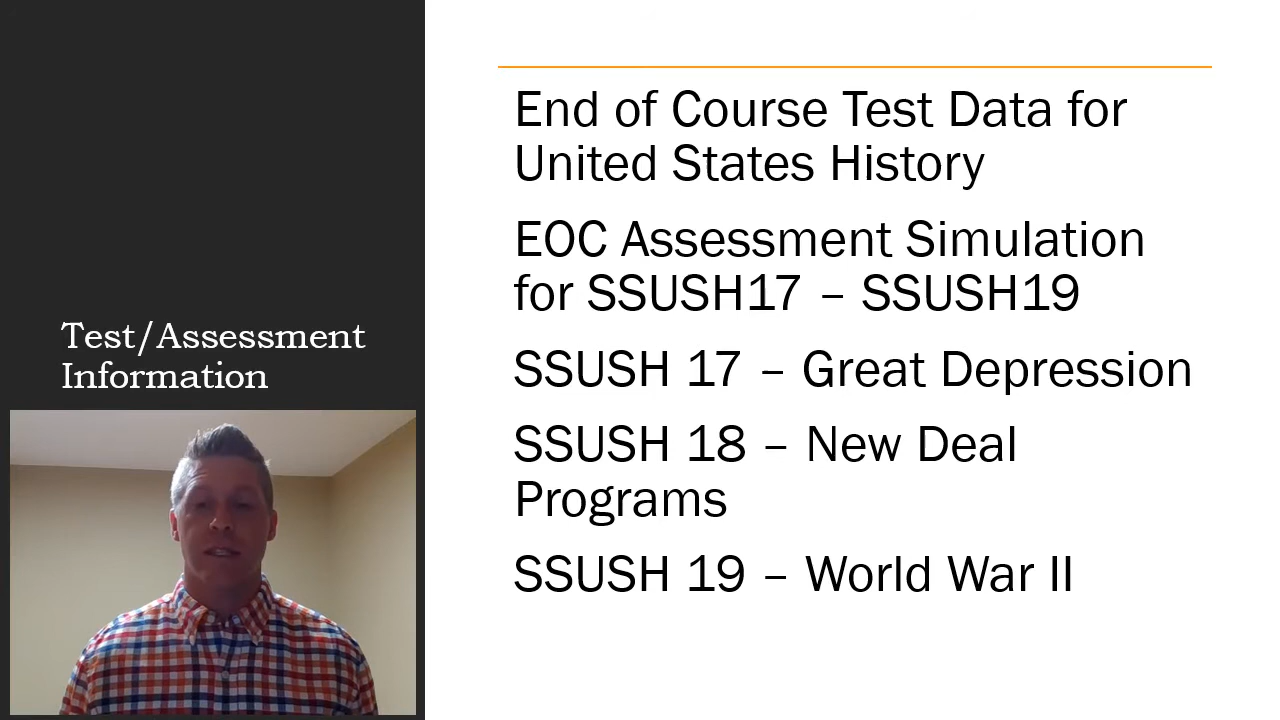 Test/Assessment
Information
End of Course Test Data for
United States History
EOC Assessment Simulation
for SSUSH17 – SSUSH19
SSUSH 17 – Great Depression
SSUSH 18 – New Deal
Programs
SSUSH 19 – World War II